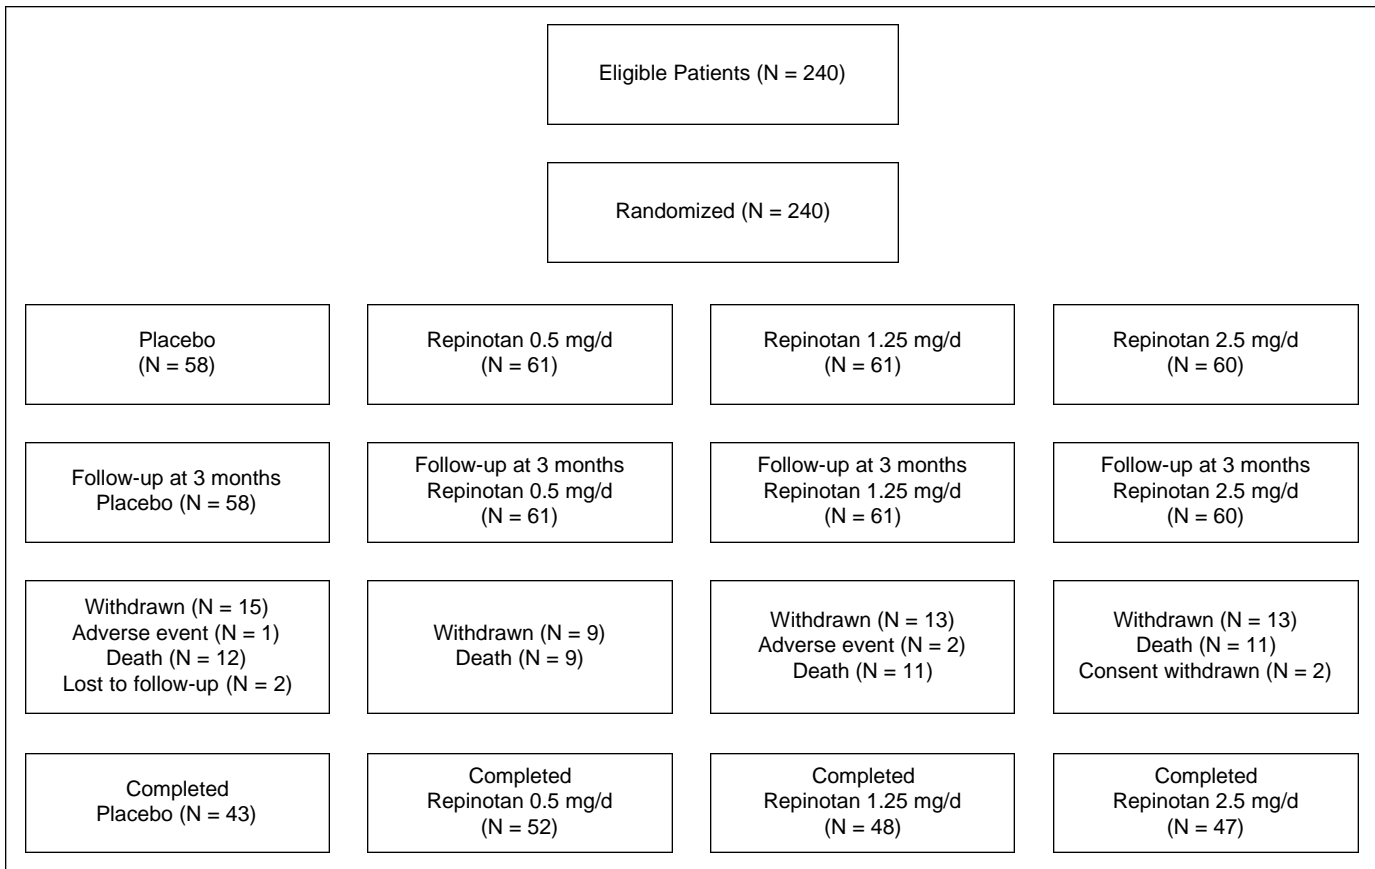 Eligible Patients (N = 240)
Randomized (N = 240)
Placebo
(N = 58)
Repinotan 0.5 mg/d
(N = 61)
Repinotan 1.25 mg/d
(N = 61)
Repinotan 2.5 mg/d
(N = 60)
Follow-up at 3 months
Placebo (N = 58)
Follow-up at 3 months
Repinotan 0.5 mg/d
(N = 61)
Follow-up at 3 months
Repinotan 1.25 mg/d
(N = 61)
Follow-up at 3 months
Repinotan 2.5 mg/d
(N = 60)
Withdrawn (N = 15)
Adverse event (N = 1)
Death (N = 12)
Lost to follow-up (N = 2)
Withdrawn (N = 9)
Death (N = 9)
Withdrawn (N = 13)
Adverse event (N = 2)
Death (N = 11)
Withdrawn (N = 13)
Death (N = 11)
Consent withdrawn (N = 2)
Completed
Placebo (N = 43)
Completed
Repinotan 0.5 mg/d
(N = 52)
Completed
Repinotan 1.25 mg/d
(N = 48)
Completed
Repinotan 2.5 mg/d
(N = 47)